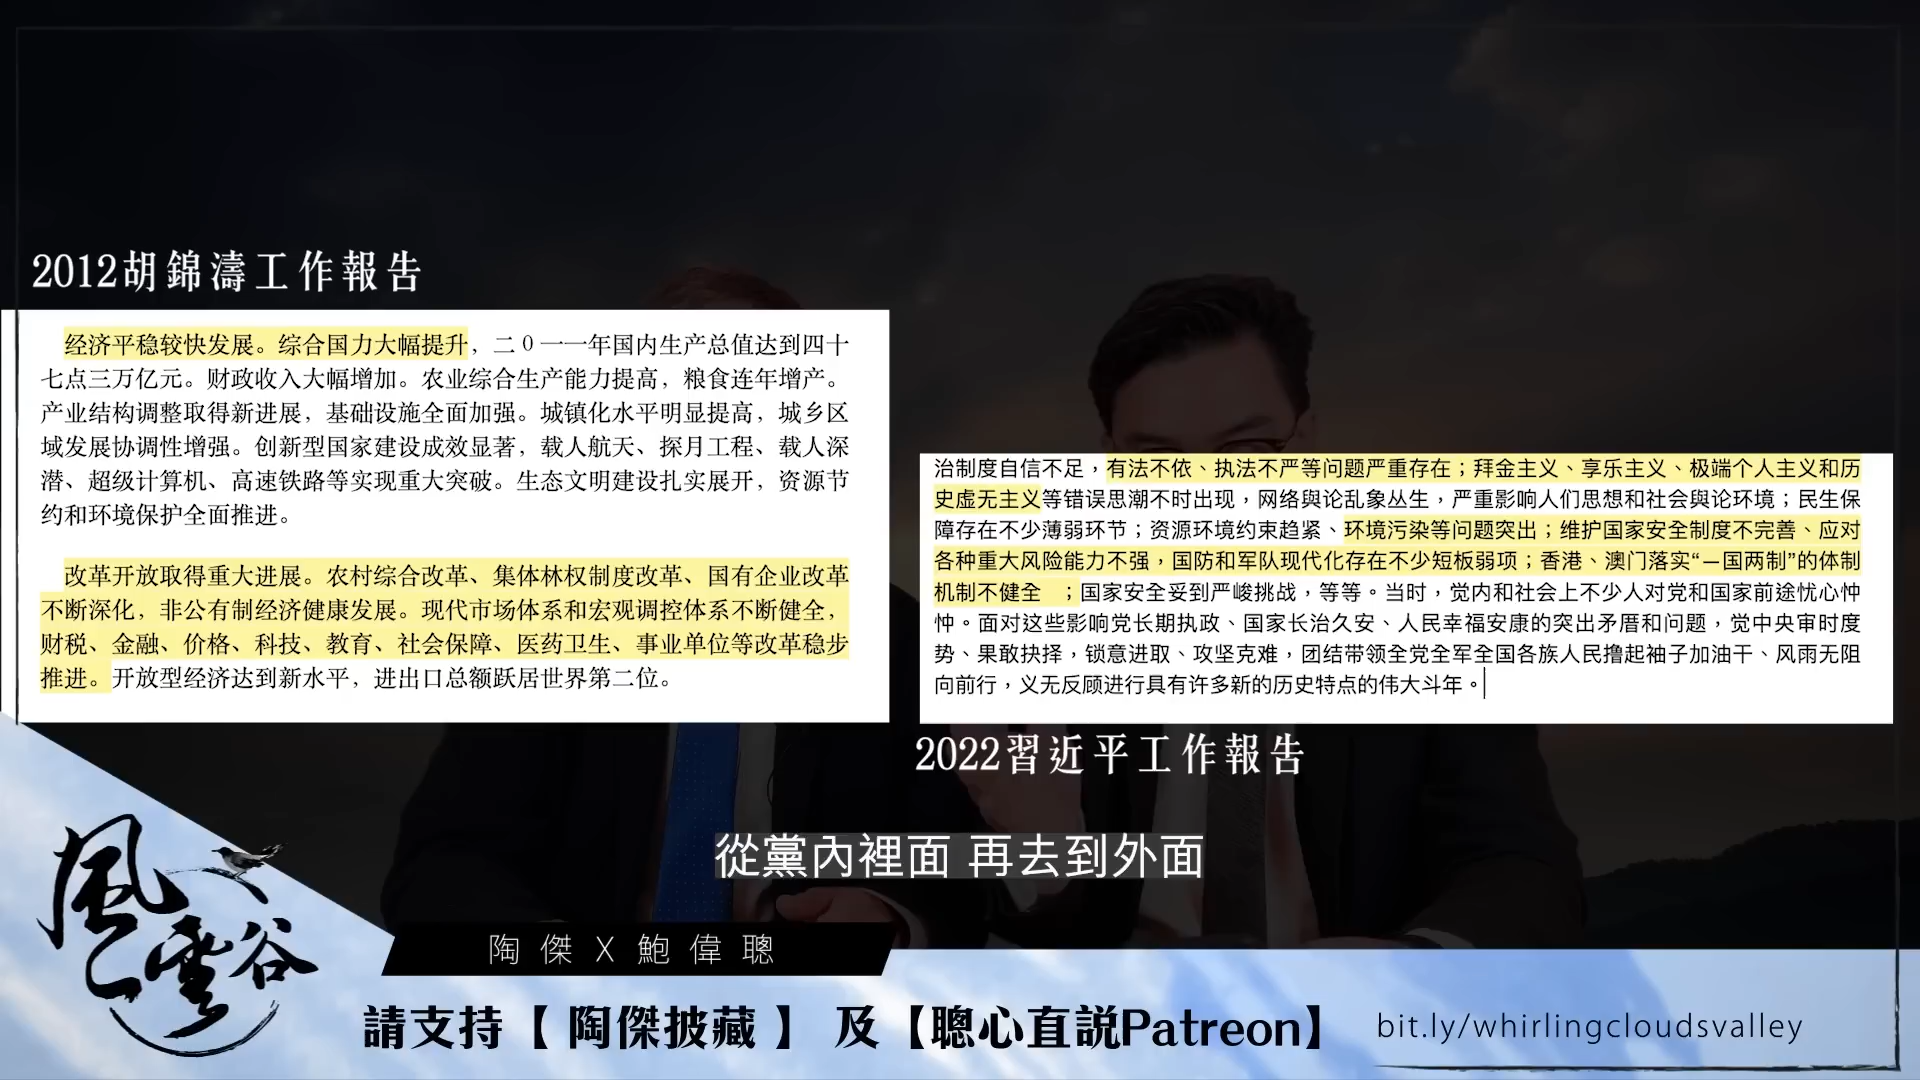 2012胡錦濤工作報告
经济平稳较快发展。综合国力大幅提升，二０一一年国内生产总值达到四十
七点三万亿元。财政收入大幅增加。农业综合生产能力提高，粮食连年增产。
产业结构调整取得新进展，基础设施全面加强。城镇化水平明显提高，城乡区
域发展协调性增强。创新型国家建设成效显著，载人航天、探月工程、载人深
潜、超级计算机、高速铁路等实现重大突破。生态文明建设扎实展开，资源节
约和环境保护全面推进。
改革开放取得重大进展。农村综合改革、集体林权制度改革、国有企业改革
不断深化，非公有制经济健康发展。现代市场体系和宏观调控体系不断健全，
财税、金融、价格、科技、教育、社会保障、医药卫生、事业单位等改革稳步
推进。开放型经济达到新水平，进出口总额跃居世界第二位。
治制度自信不足，有法不依、执法不严等问题严重存在；拜金主义、享乐主义、极端个人主义和历
史虚无主义等错误思潮不时出现，网络與论乱象丛生，严重影响人们思想和社会與论环境；民生保
障存在不少薄弱环节；资源环境约束趋紧、环境污染等问题突出；维护国家安全制度不完善、应对
各种重大风险能力不强，国防和军队现代化存在不少短板弱项；香港、澳门落实“一国两制”的体制
机制不健全 ；国家安全妥到严峻挑战，等等。当时，觉内和社会上不少人对党和国家前途忧心忡
忡。面对这些影响党长期执政、国家长治久安、人民幸福安康的突出矛厝和问题，觉中央审时度
势、果敢抉择，锁意进取、攻坚克难，团结带领全党全军全国各族人民撸起袖子加油干、风雨无阻
向前行，义无反顾进行具有许多新的历史特点的伟大斗年。
2022習近平工作報告
從黨內裡面 再去到外面
風雲谷
陶傑X鮑偉聰
請支持【 陶傑披藏 】 及【聰心直説Patreon】
bit.ly/whirlingcloudsvalley